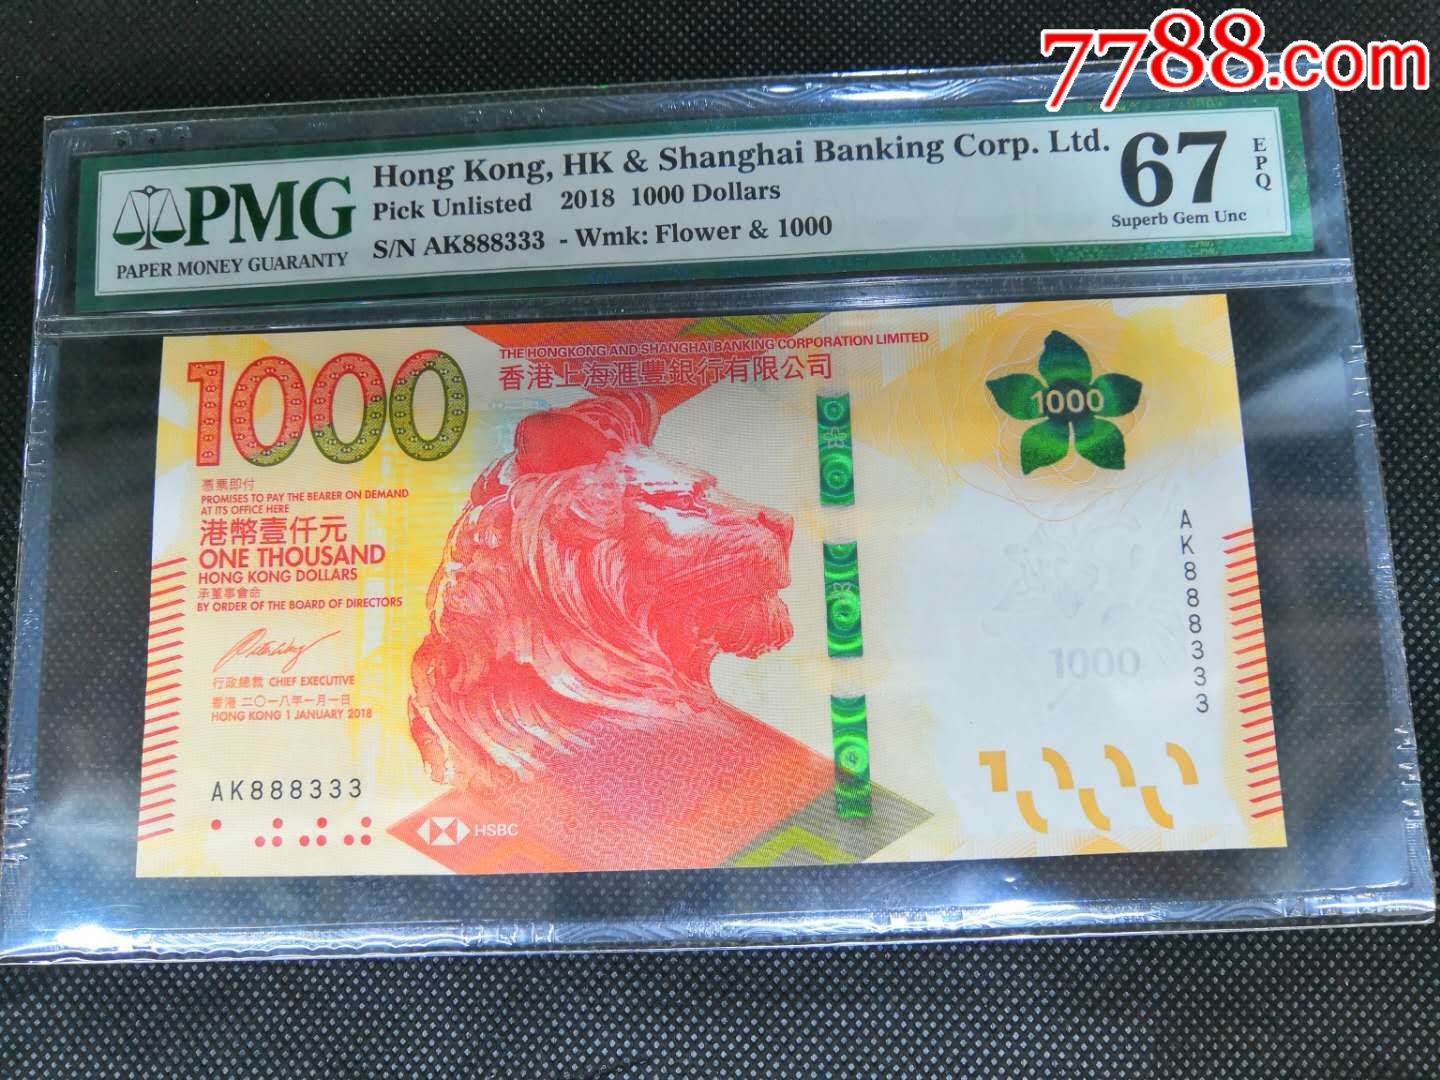 7788.com
PMG
PAPER MONEY GUARANTY
Hong Kong, HK & Shanghai Banking Corp. Ltd.
Pick Unlisted 2018 1000 Dollars
S/N AK888333 - Wmk: Flower & 1000
67
EPQ
Superb Gem Unc
1000
THE HONGKONG AND SHANGHAI BANKING CORPORATION LIMITED
香港上海滙豐銀行有限公司
1000
憑票即付
PROMISES TO PAY THE BEARER ON DEMAND
AT ITS OFFICE HERE
港幣壹仟元
ONE THOUSAND
HONG KONG DOLLARS
承董事會命
BY ORDER OF THE BOARD OF DIRECTORS
行政總裁 CHIEF EXECUTIVE
香港 二〇一八年一月一日
HONG KONG 1 JANUARY 2018
AK888333
HSBC
AK888333
1000
1000